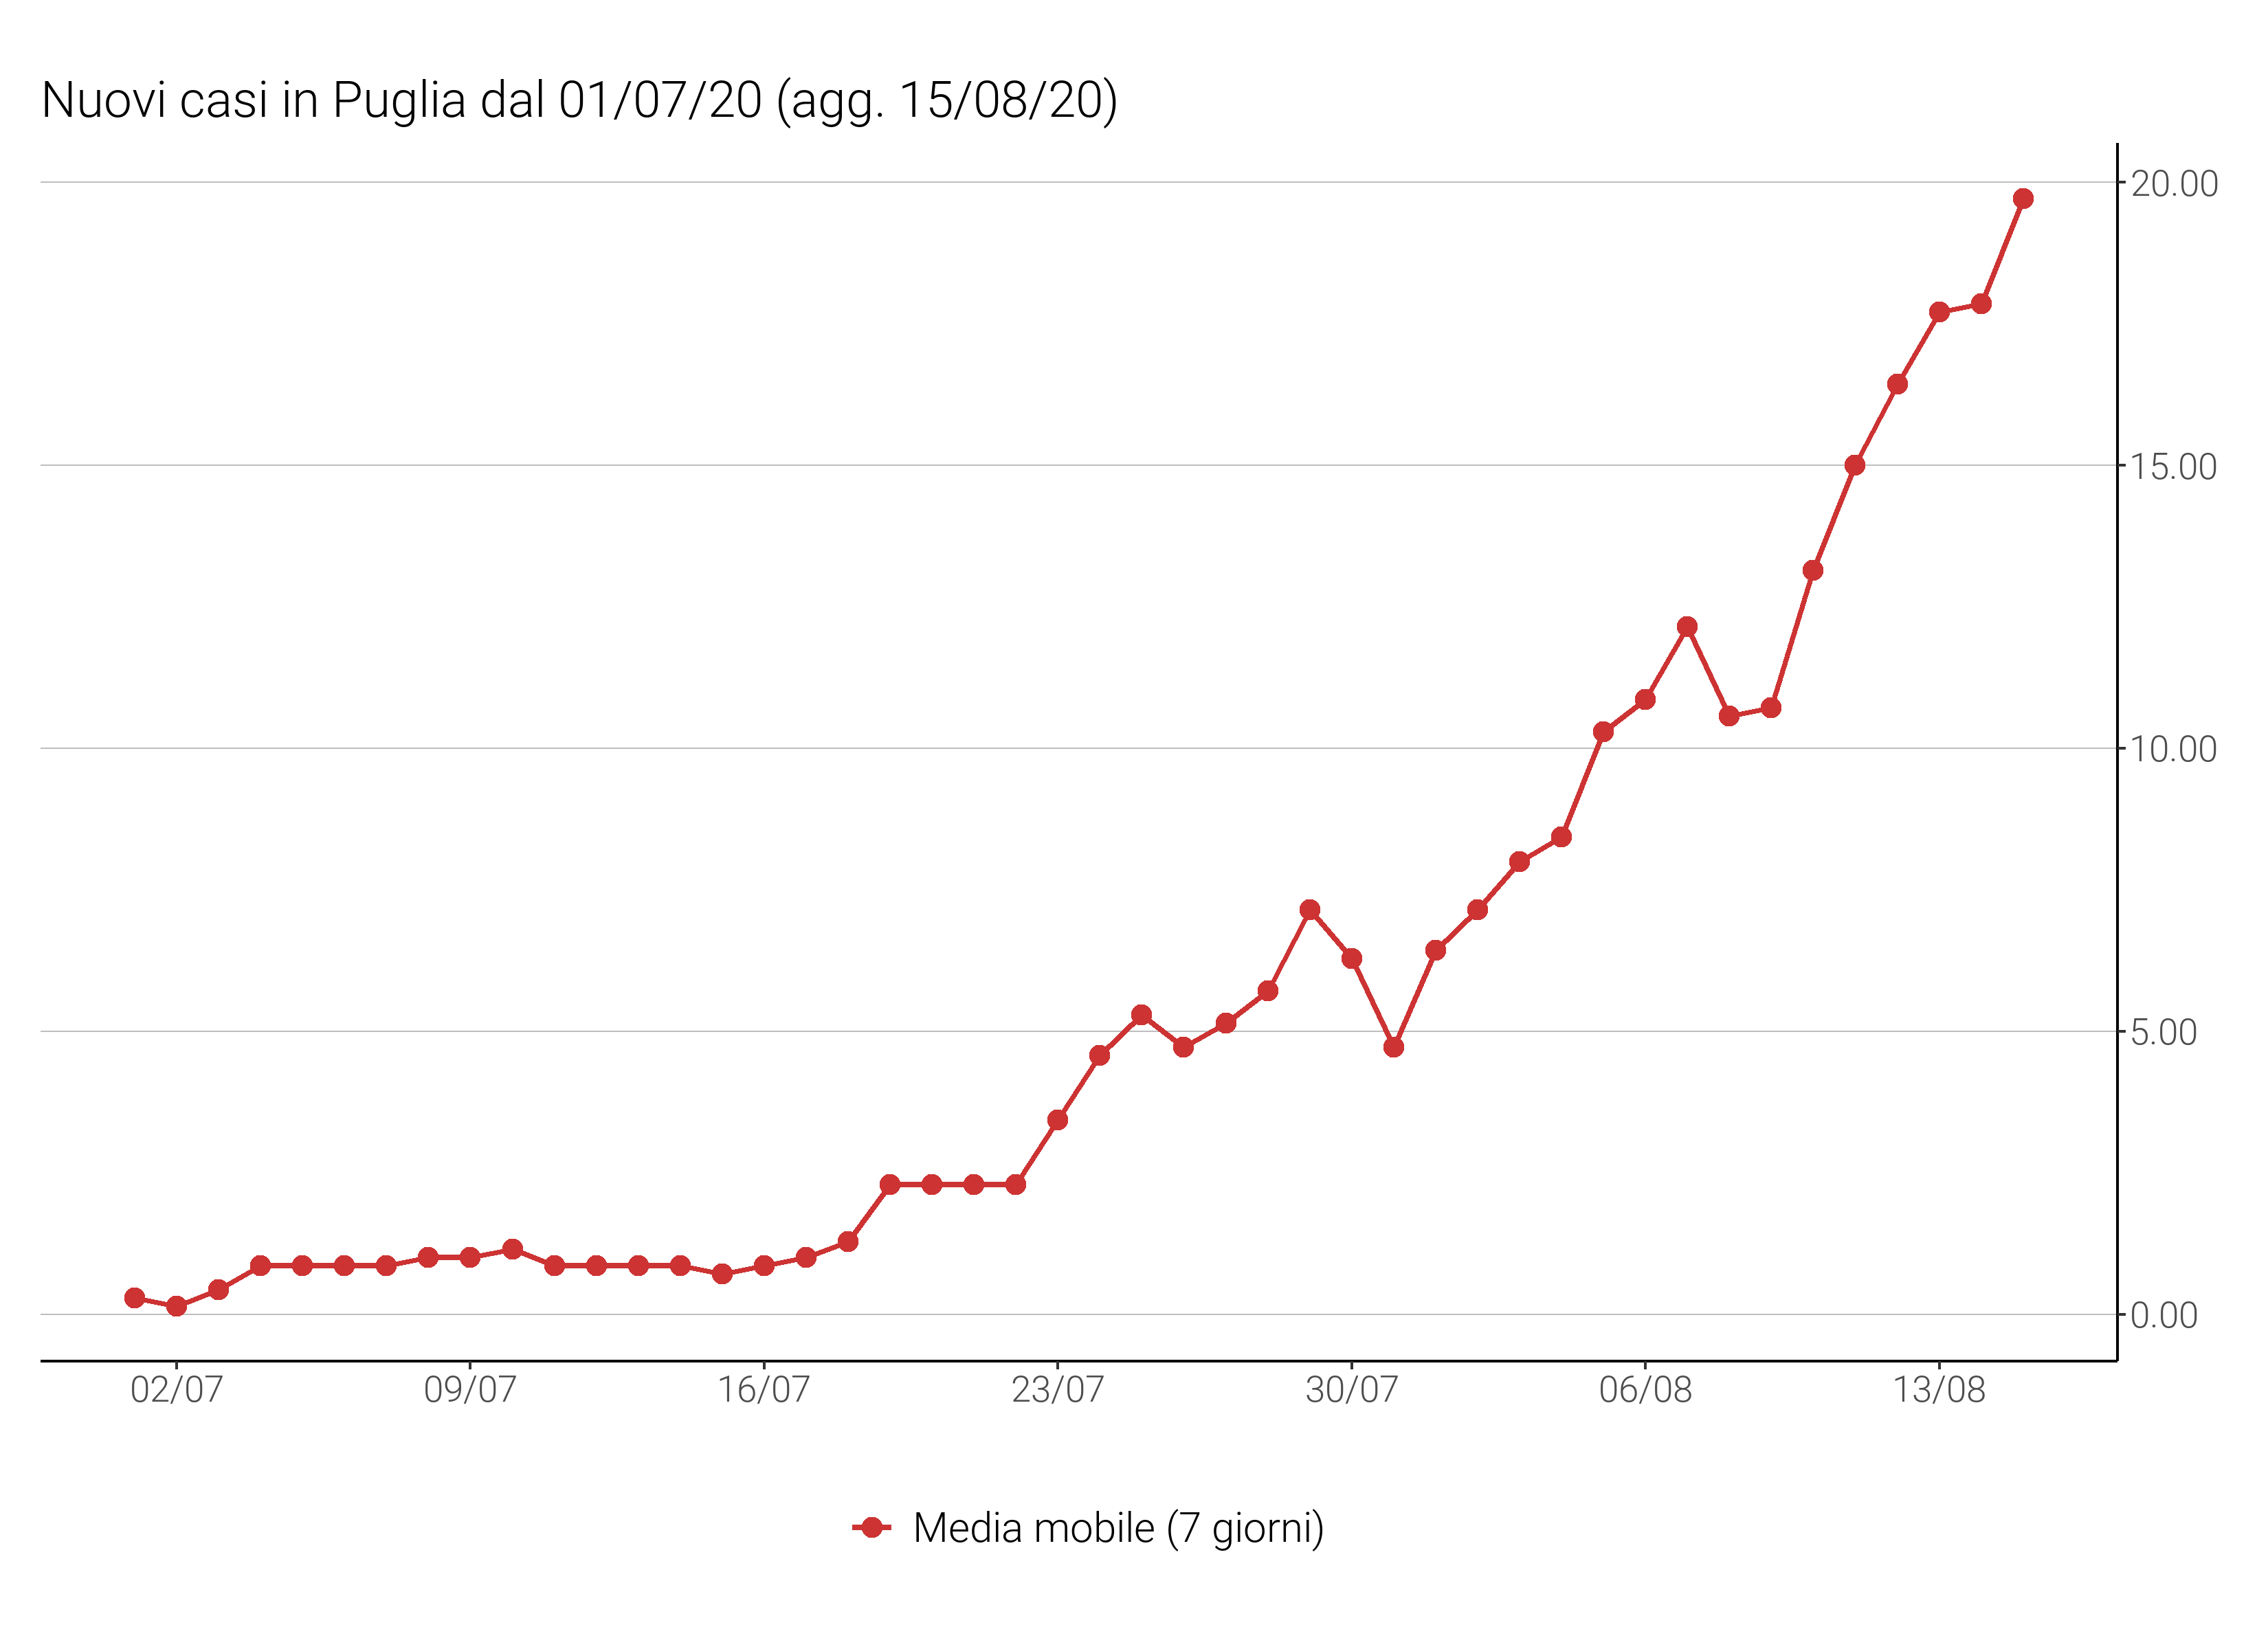 Nuovi casi in Puglia dal 01/07/20 (agg. 15/08/20)
20.00
15.00
10.00
5.00
0.00
02/07 09/07 16/07 23/07 30/07 06/08 13/08
Media mobile (7 giorni)